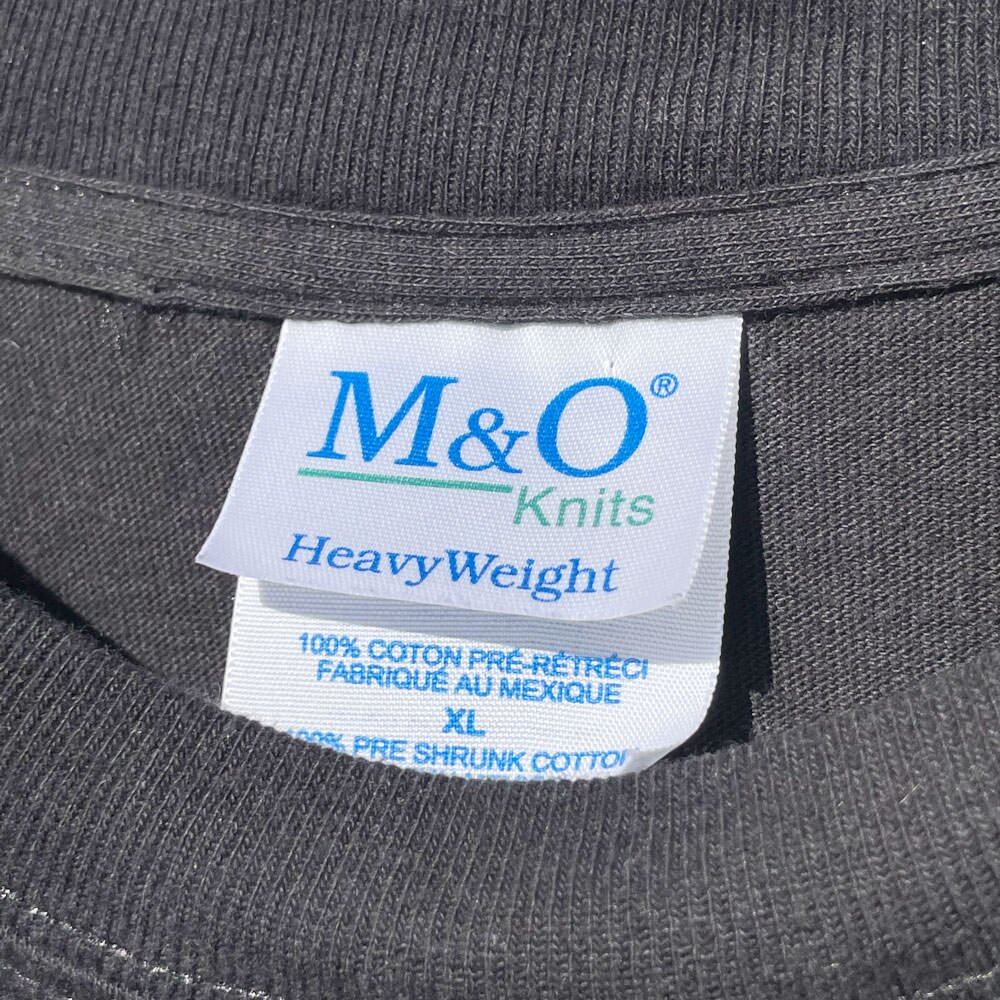 M&O®
Knits
HeavyWeight
100% COTON PRÉ-RÉTRÉCI
FABRIQUÉ AU MEXIQUE
XL
PRE SHRUNK